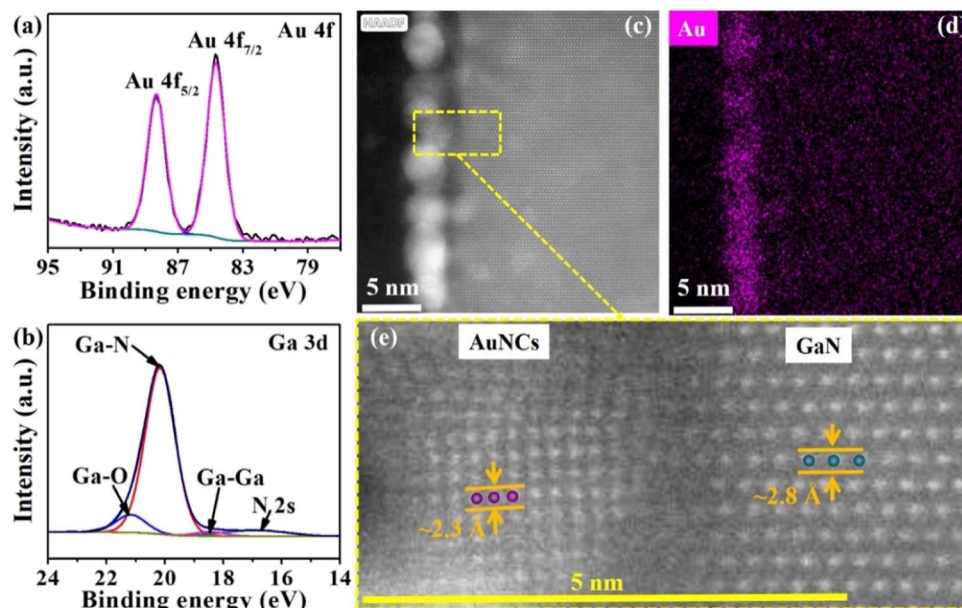 (a)
Au 4f
Au 4f7/2
Au 4f5/2
Intensity (a.u.)
95 91 87 83 79
Binding energy (eV)
(b)
Ga 3d
Ga-N
Ga-O
Ga-Ga
N 2s
Intensity (a.u.)
24 22 20 18 16 14
Binding energy (eV)
HAADF
(c)
5 nm
Au
(d)
5 nm
(e)
AuNCs
GaN
~2.3 Å
~2.8 Å
5 nm